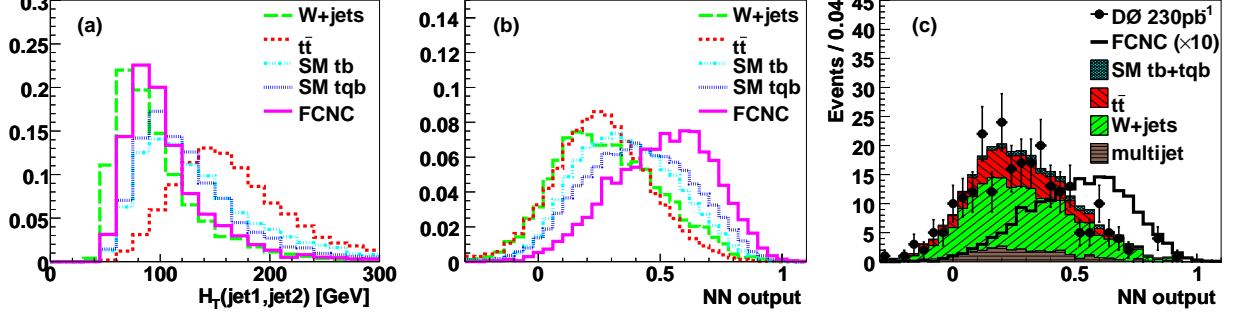 0.3
0.25
0.2
0.15
0.1
0.05
0
(a)
W+jets
tt̄
SM tb
SM tqb
FCNC
0 100 200 300
H_T(jet1,jet2) [GeV]
0.14
0.12
0.1
0.08
0.06
0.04
0.02
0
(b)
W+jets
tt̄
SM tb
SM tqb
FCNC
0 0.5 1
NN output
Events / 0.04
45
40
35
30
25
20
15
10
5
0
(c)
DØ 230pb⁻¹
FCNC (×10)
SM tb+tqb
tt̄
W+jets
multijet
0 0.5 1
NN output